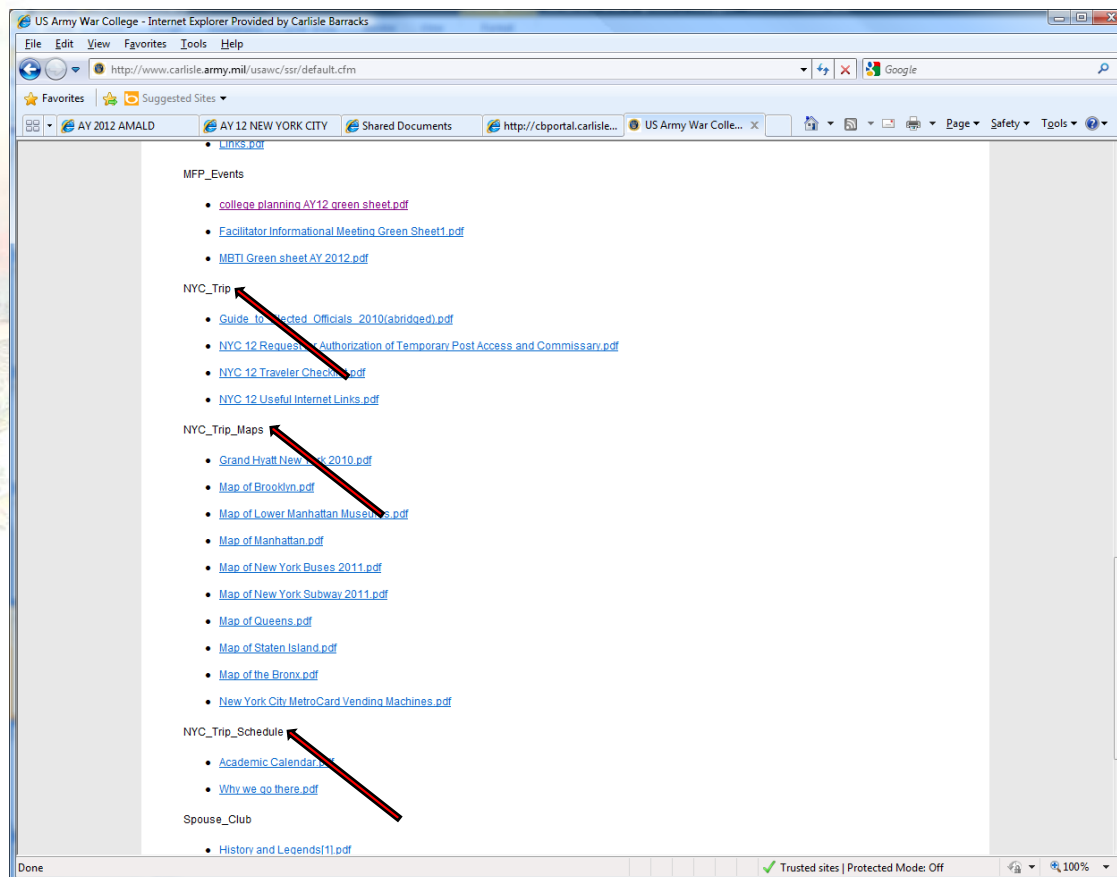 US Army War College - Internet Explorer Provided by Carlisle Barracks
File Edit View Favorites Tools Help
http://www.carlisle.army.mil/usawc/ssr/default.cfm Google
Favorites Suggested Sites
AY 2012 AMALD AY 12 NEW YORK CITY Shared Documents http://cbportal.carlisle... US Army War Colle... x Page Safety Tools
Links.pdf
MFP_Events
college planning AY12 green sheet.pdf
Facilitator Informational Meeting Green Sheet1.pdf
MBTI Green sheet AY 2012.pdf
NYC_Trip
Guide_to_Elected_Officials_2010(abridged).pdf
NYC 12 Request for Authorization of Temporary Post Access and Commissary.pdf
NYC 12 Traveler Checklist.pdf
NYC 12 Useful Internet Links.pdf
NYC_Trip_Maps
Grand Hyatt New York 2010.pdf
Map of Brooklyn.pdf
Map of Lower Manhattan Museums.pdf
Map of Manhattan.pdf
Map of New York Buses 2011.pdf
Map of New York Subway 2011.pdf
Map of Queens.pdf
Map of Staten Island.pdf
Map of the Bronx.pdf
New York City MetroCard Vending Machines.pdf
NYC_Trip_Schedule
Academic Calendar.pdf
Why we go there.pdf
Spouse_Club
History and Legends[1].pdf
Done Trusted sites | Protected Mode: Off 100%